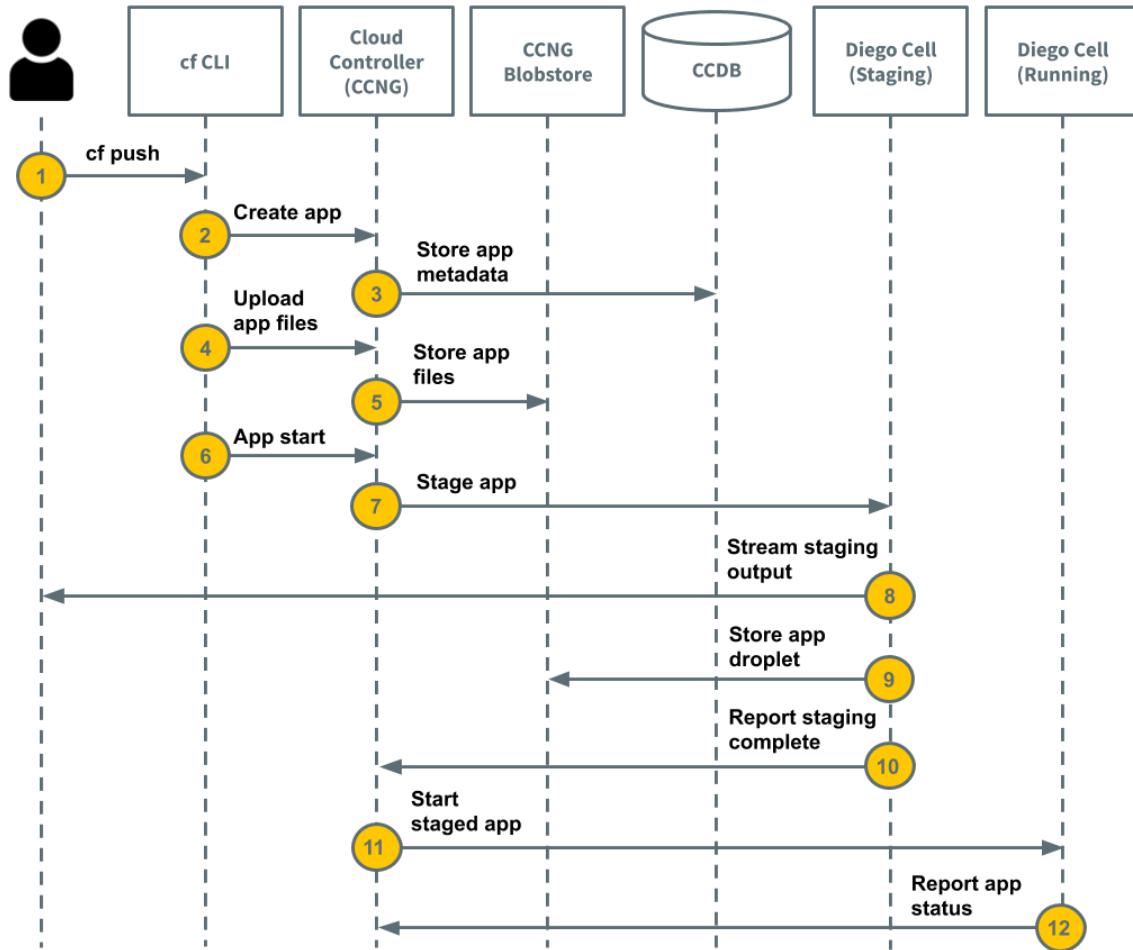 cf CLI
Cloud
Controller
(CCNG)
CCNG
Blobstore
CCDB
Diego Cell
(Staging)
Diego Cell
(Running)
1
cf push
2
Create app
3
Store app
metadata
4
Upload
app files
5
Store app
files
6
App start
7
Stage app
Stream staging
output
8
Store app
droplet
9
Report staging
complete
10
Start
staged app
11
Report app
status
12